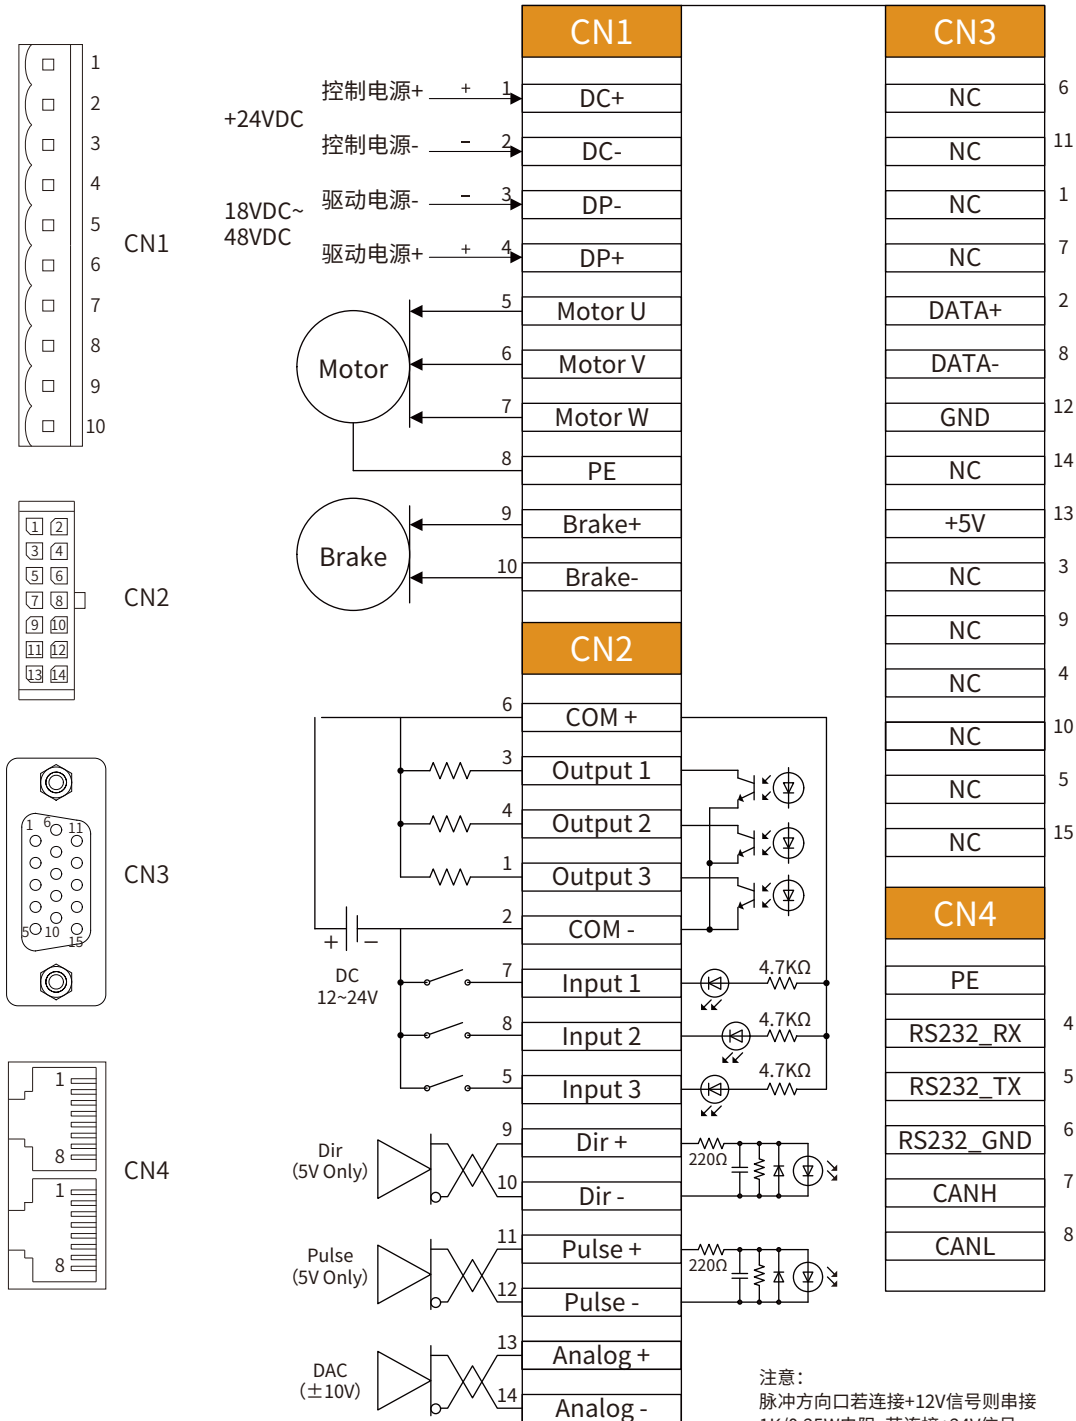 CN1
CN3
1
2
3
4
5
6
7
8
9
10
CN1
+24VDC
控制电源+
+
1
DC+
控制电源-
-
2
DC-
18VDC~
48VDC
驱动电源-
-
3
DP-
驱动电源+
+
4
DP+
Motor
5
Motor U
6
Motor V
7
Motor W
8
PE
Brake
9
Brake+
10
Brake-
NC
6
NC
11
NC
1
NC
7
DATA+
2
DATA-
8
GND
12
NC
14
+5V
13
NC
3
NC
9
NC
4
NC
10
NC
5
NC
15
1 2
3 4
5 6
7 8
9 10
11 12
13 14
CN2
CN2
6
COM +
3
Output 1
4
Output 2
1
Output 3
2
COM -
+ -
DC
12~24V
7
Input 1
4.7KΩ
8
Input 2
4.7KΩ
5
Input 3
4.7KΩ
Dir
(5V Only)
9
Dir +
10
Dir -
220Ω
Pulse
(5V Only)
11
Pulse +
12
Pulse -
220Ω
DAC
(±10V)
13
Analog +
14
Analog -
1 6 11
5 10 15
CN3
1
8
1
8
CN4
CN4
PE
RS232_RX
4
RS232_TX
5
RS232_GND
6
CANH
7
CANL
8
注意：
脉冲方向口若连接+12V信号则串接